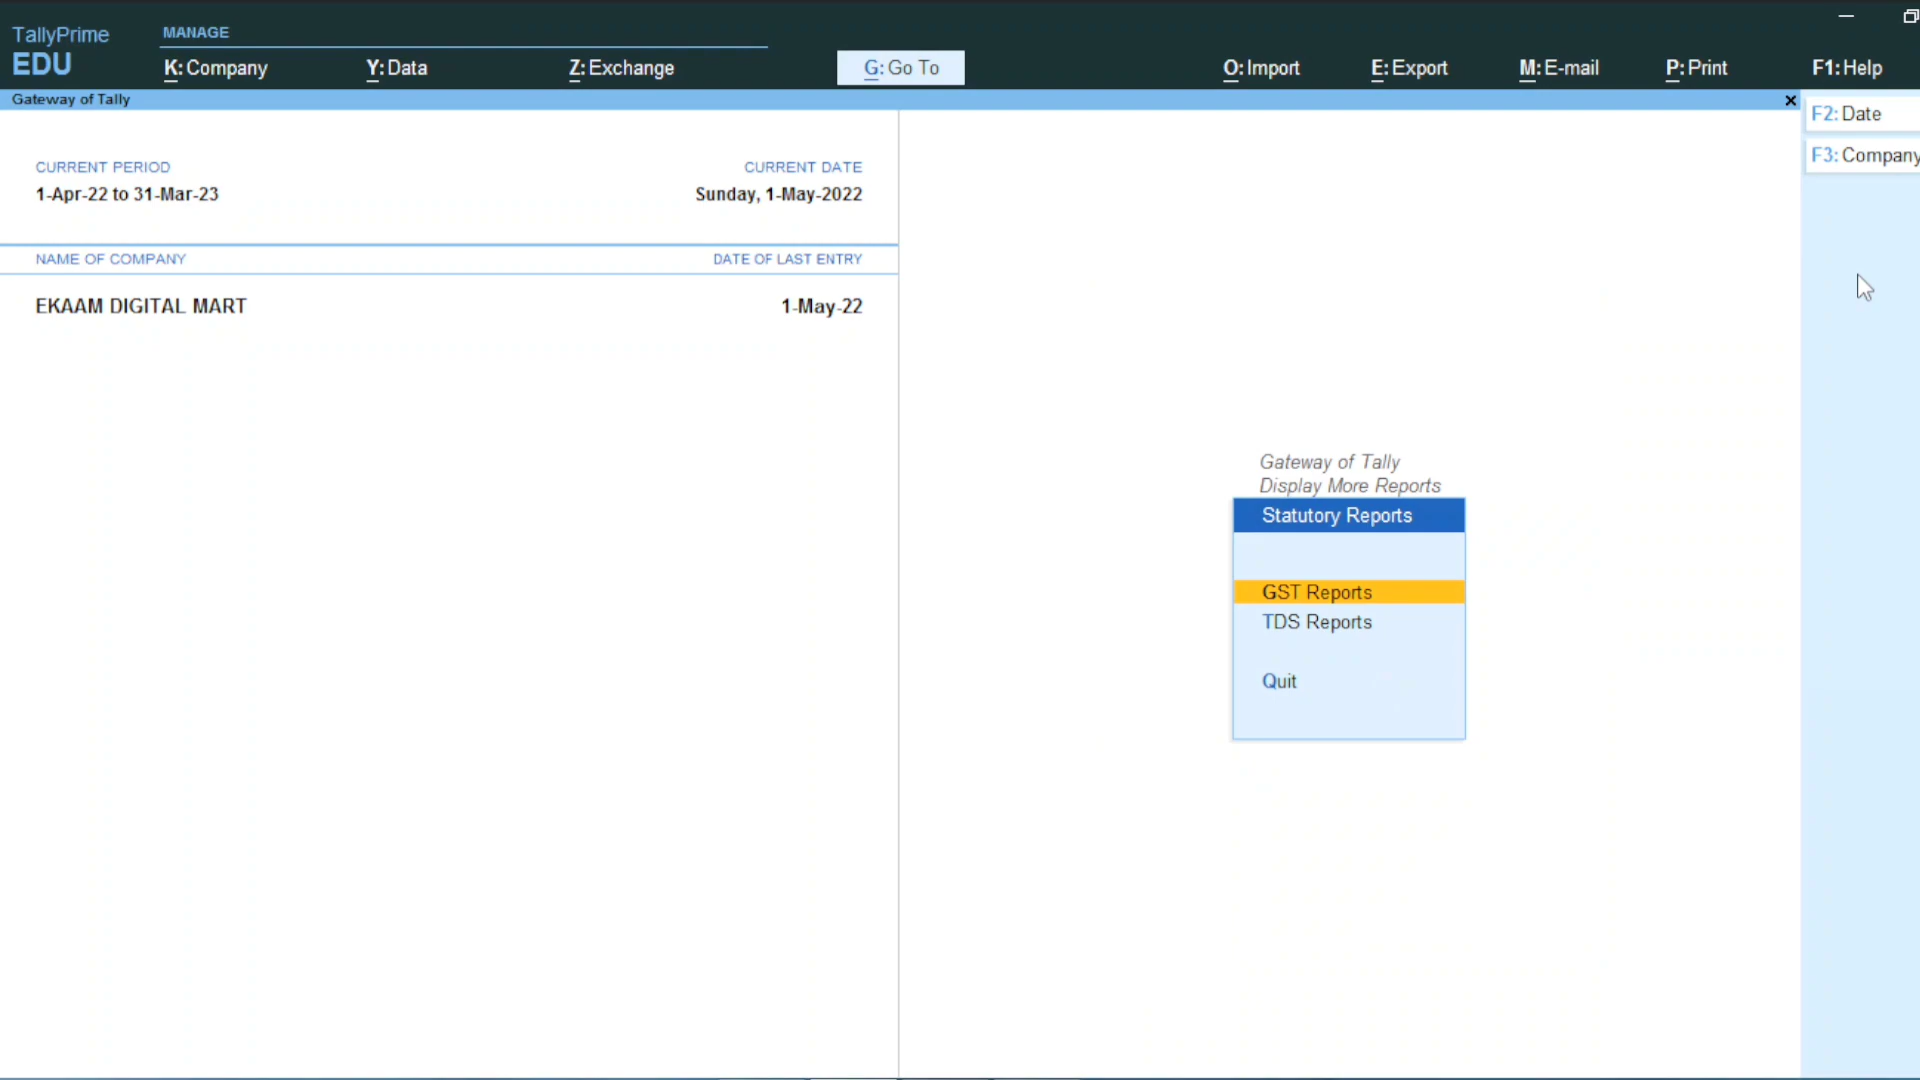 TallyPrime
EDU
MANAGE
K: Company
Y: Data
Z: Exchange
G: Go To
O: Import
E: Export
M: E-mail
P: Print
F1: Help
Gateway of Tally
F2: Date
F3: Company
CURRENT PERIOD
CURRENT DATE
1-Apr-22 to 31-Mar-23
Sunday, 1-May-2022
NAME OF COMPANY
DATE OF LAST ENTRY
EKAAM DIGITAL MART
1-May-22
Gateway of Tally
Display More Reports
Statutory Reports
GST Reports
TDS Reports
Quit